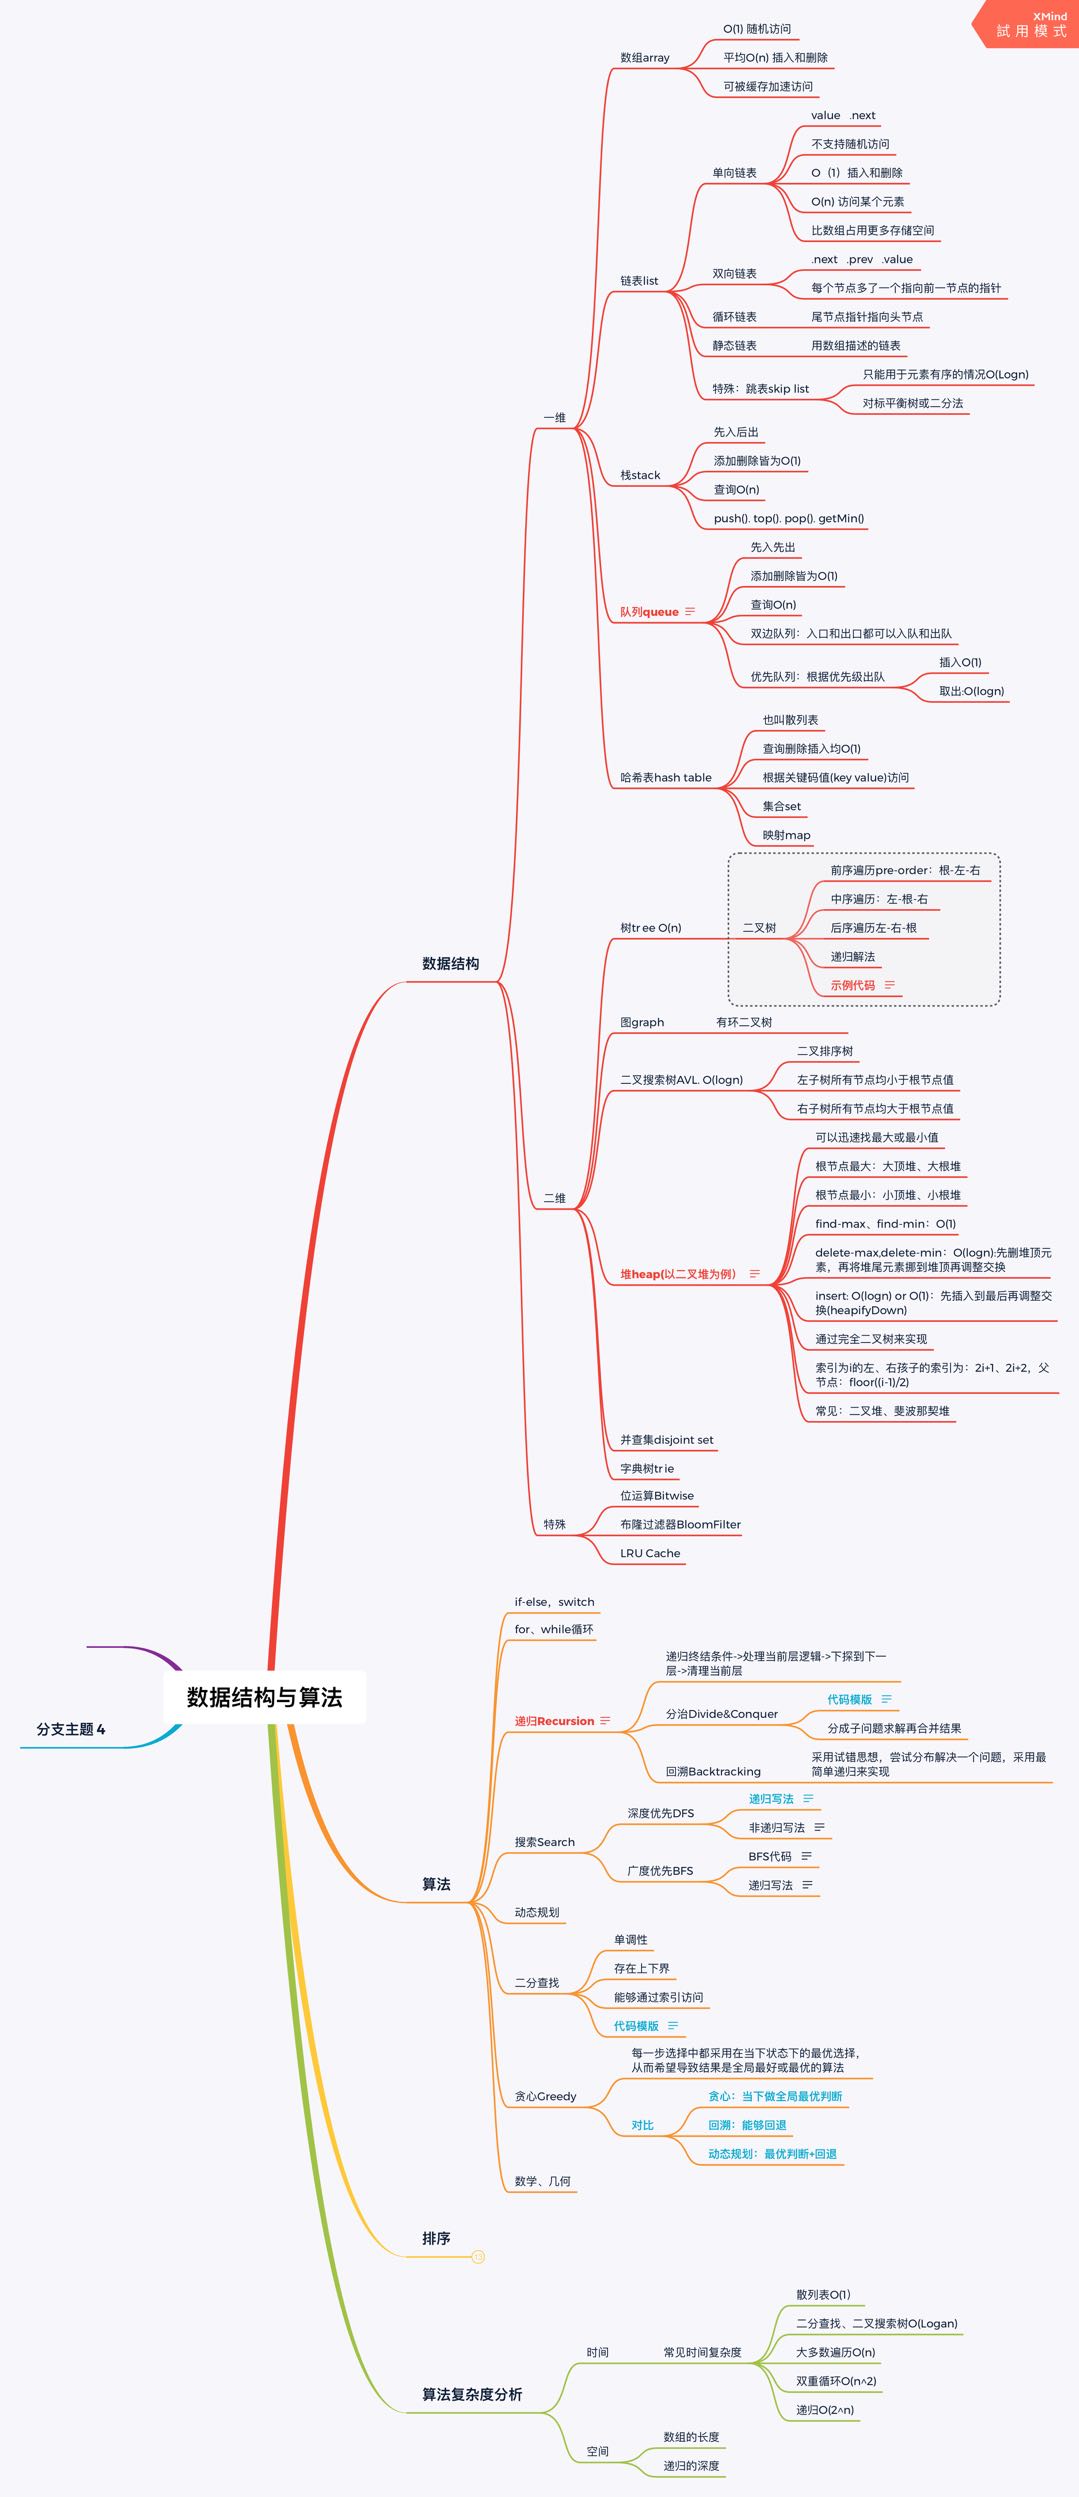 XMind
試用模式
O(1) 随机访问
数组array
平均O(n) 插入和删除
可被缓存加速访问
value   .next
不支持随机访问
单向链表
O（1）插入和删除
O(n) 访问某个元素
比数组占用更多存储空间
.next   .prev   .value
双向链表
链表list
每个节点多了一个指向前一节点的指针
循环链表
尾节点指针指向头节点
静态链表
用数组描述的链表
只能用于元素有序的情况O(Logn)
特殊：跳表skip list
对标平衡树或二分法
一维
先入后出
添加删除皆为O(1)
栈stack
查询O(n)
push(). top(). pop(). getMin()
先入先出
添加删除皆为O(1)
查询O(n)
队列queue
双边队列：入口和出口都可以入队和出队
插入O(1)
优先队列：根据优先级出队
取出:O(logn)
也叫散列表
查询删除插入均O(1)
哈希表hash table
根据关键码值(key value)访问
集合set
映射map
前序遍历pre-order：根-左-右
中序遍历：左-根-右
树tree O(n)
二叉树
后序遍历左-右-根
递归解法
示例代码
数据结构
图graph
有环二叉树
二叉排序树
二叉搜索树AVL. O(logn)
左子树所有节点均小于根节点值
右子树所有节点均大于根节点值
可以迅速找最大或最小值
根节点最大：大顶堆、大根堆
二维
根节点最小：小顶堆、小根堆
find-max、find-min：O(1)
delete-max,delete-min：O(logn):先删堆顶元
素，再将堆尾元素挪到堆顶再调整交换
堆heap(以二叉堆为例）
insert: O(logn) or O(1)：先插入到最后再调整交
换(heapifyDown)
通过完全二叉树来实现
索引为i的左、右孩子的索引为：2i+1、2i+2，父
节点：floor((i-1)/2)
常见：二叉堆、斐波那契堆
并查集disjoint set
字典树trie
位运算Bitwise
特殊
布隆过滤器BloomFilter
LRU Cache
if-else，switch
for、while循环
递归终结条件->处理当前层逻辑->下探到下一
层->清理当前层
数据结构与算法
代码模版
递归Recursion
分治Divide&Conquer
分成子问题求解再合并结果
分支主题 4
采用试错思想，尝试分布解决一个问题，采用最
简单递归来实现
回溯Backtracking
递归写法
深度优先DFS
非递归写法
搜索Search
BFS代码
广度优先BFS
递归写法
算法
动态规划
单调性
存在上下界
二分查找
能够通过索引访问
代码模版
每一步选择中都采用在当下状态下的最优选择，
从而希望导致结果是全局最好或最优的算法
贪心Greedy
贪心：当下做全局最优判断
对比
回溯：能够回退
动态规划：最优判断+回退
数学、几何
排序
13
散列表O(1）
二分查找、二叉搜索树O(Logan)
时间
常见时间复杂度
大多数遍历O(n)
双重循环O(n^2)
算法复杂度分析
递归O(2^n)
数组的长度
空间
递归的深度